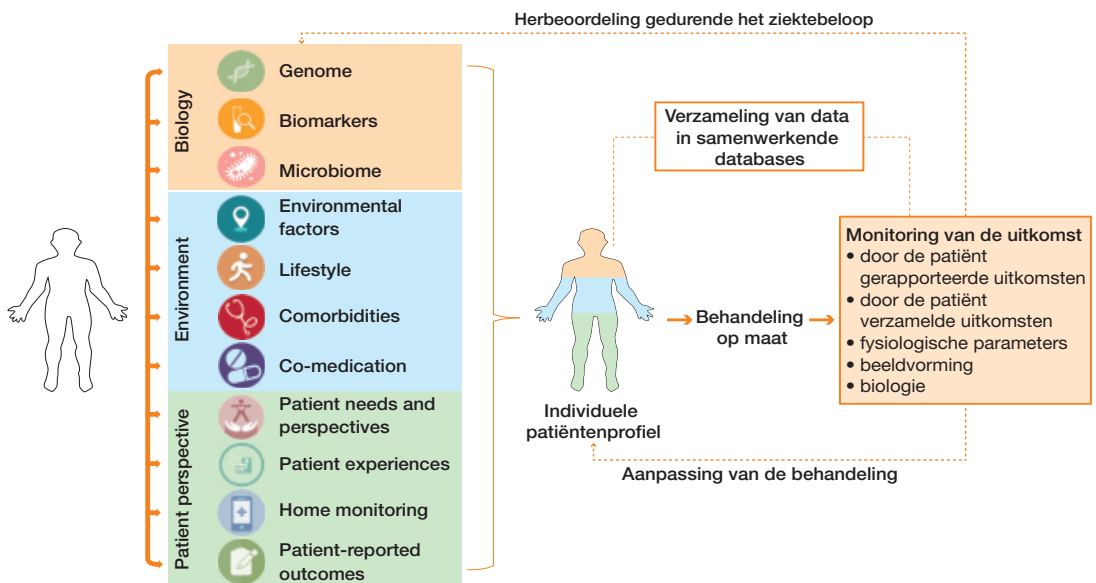 Herbeoordeling gedurende het ziektebeloop
Biology
Genome
Biomarkers
Microbiome
Environment
Environmental
factors
Lifestyle
Comorbidities
Co-medication
Patient perspective
Patient needs and
perspectives
Patient experiences
Home monitoring
Patient-reported
outcomes
Individuele
patiëntenprofiel
Verzameling van data
in samenwerkende
databases
Behandeling
op maat
Monitoring van de uitkomst
• door de patiënt
gerapporteerde uitkomsten
• door de patiënt
verzamelde uitkomsten
• fysiologische parameters
• beeldvorming
• biologie
Aanpassing van de behandeling